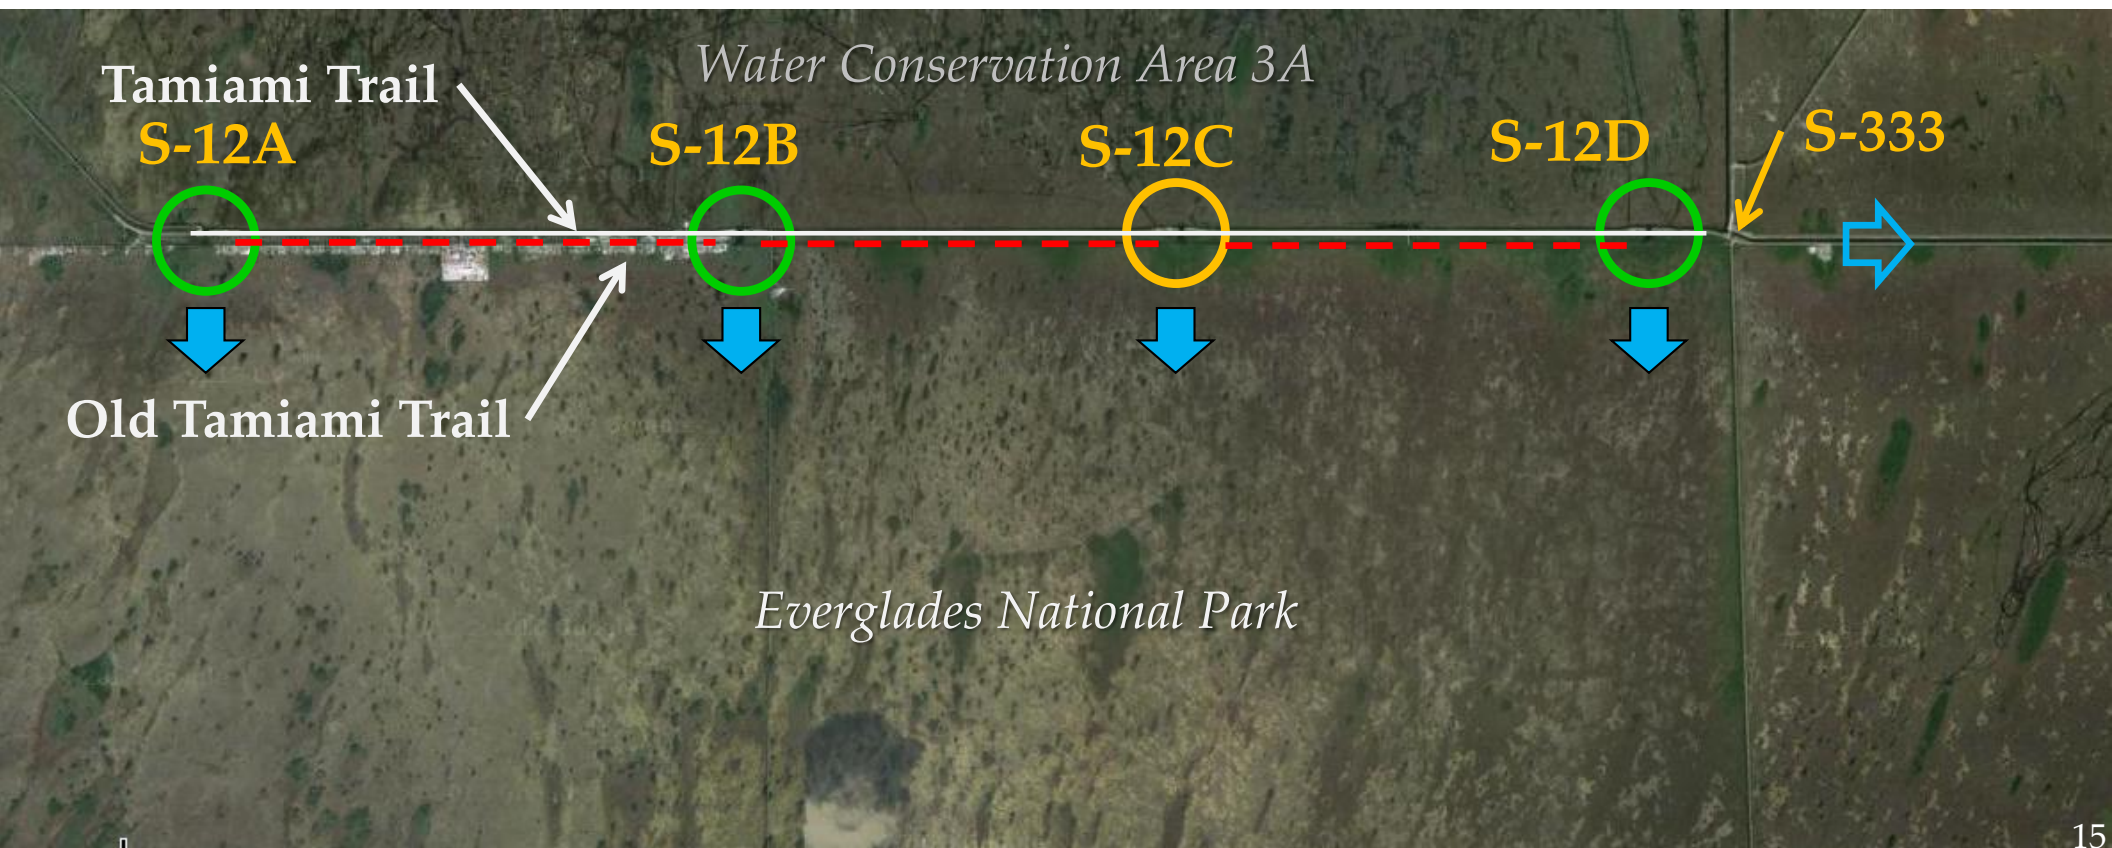 Water Conservation Area 3A
Tamiami Trail
S-12A
S-12B
S-12C
S-12D
S-333
Old Tamiami Trail
Everglades National Park
15